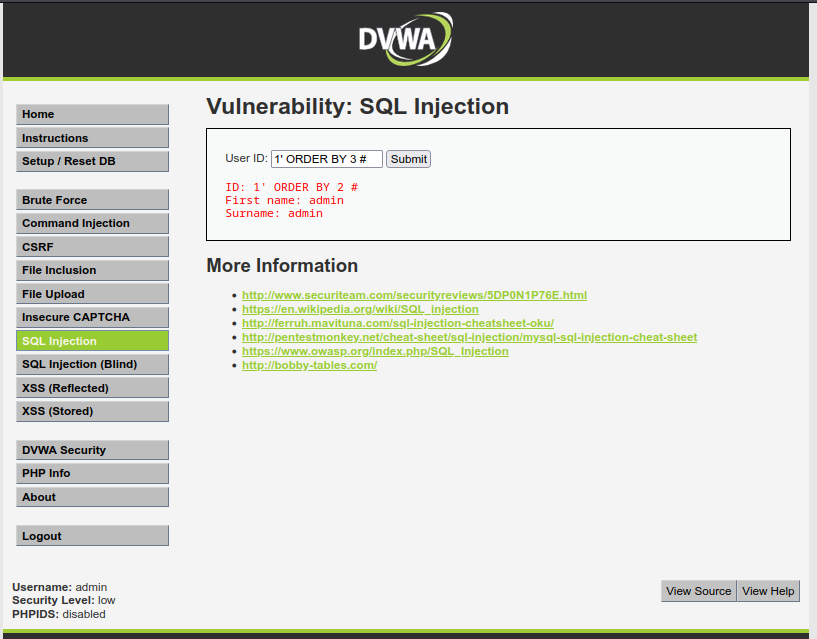 DVWA
Home
Instructions
Setup / Reset DB
Brute Force
Command Injection
CSRF
File Inclusion
File Upload
Insecure CAPTCHA
SQL Injection
SQL Injection (Blind)
XSS (Reflected)
XSS (Stored)
DVWA Security
PHP Info
About
Logout
Vulnerability: SQL Injection
User ID: 1' ORDER BY 3 # Submit
ID: 1' ORDER BY 2 #
First name: admin
Surname: admin
More Information
http://www.securiteam.com/securityreviews/5DP0N1P76E.html
https://en.wikipedia.org/wiki/SQL_injection
http://ferruh.mavituna.com/sql-injection-cheatsheet-oku/
http://pentestmonkey.net/cheat-sheet/sql-injection/mysql-sql-injection-cheat-sheet
https://www.owasp.org/index.php/SQL_Injection
http://bobby-tables.com/
Username: admin
Security Level: low
PHPIDS: disabled
View Source View Help